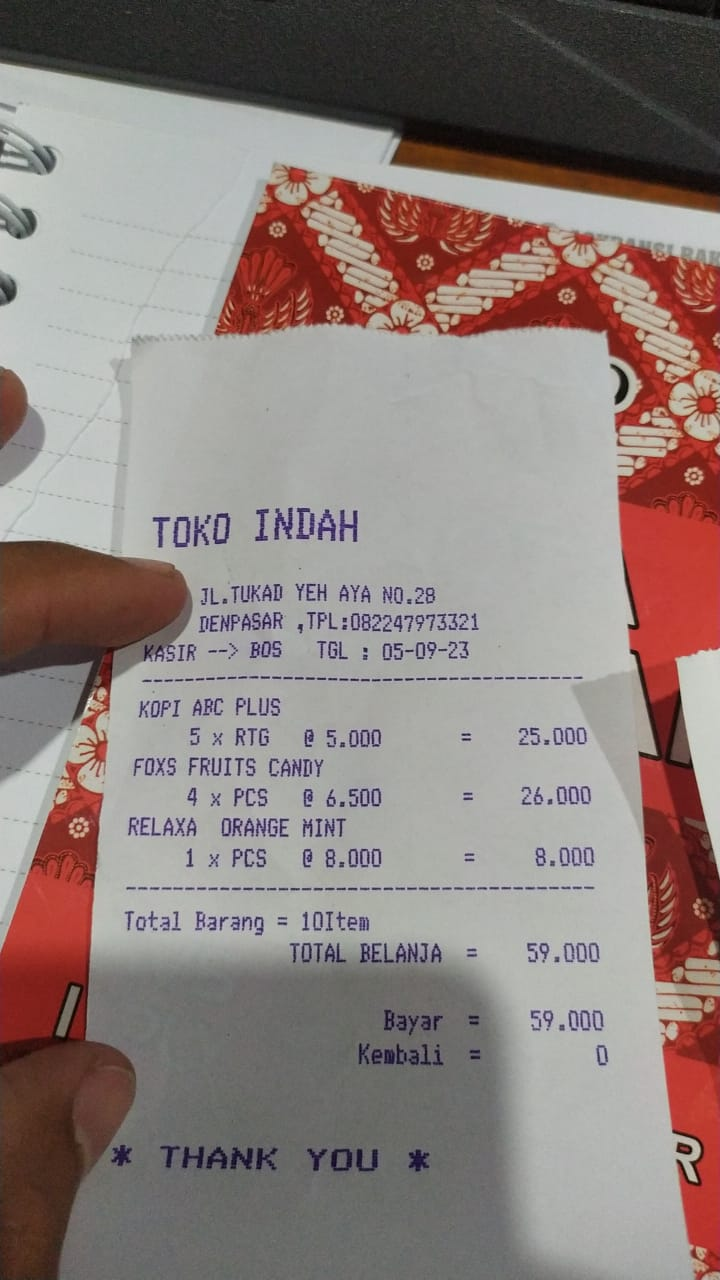 TOKO INDAH
JL.TUKAD YEH AYA NO.28
DENPASAR ,TPL:082247973321
KASIR --> BOS TGL : 05-09-23
KOPI ABC PLUS
5 x RTG @ 5.000 = 25.000
FOXS FRUITS CANDY
4 x PCS @ 6.500 = 26.000
RELAXA ORANGE MINT
1 x PCS @ 8.000 = 8.000
Total Barang = 10Item
TOTAL BELANJA = 59.000
Bayar = 59.000
Kembali = 0
* THANK YOU *